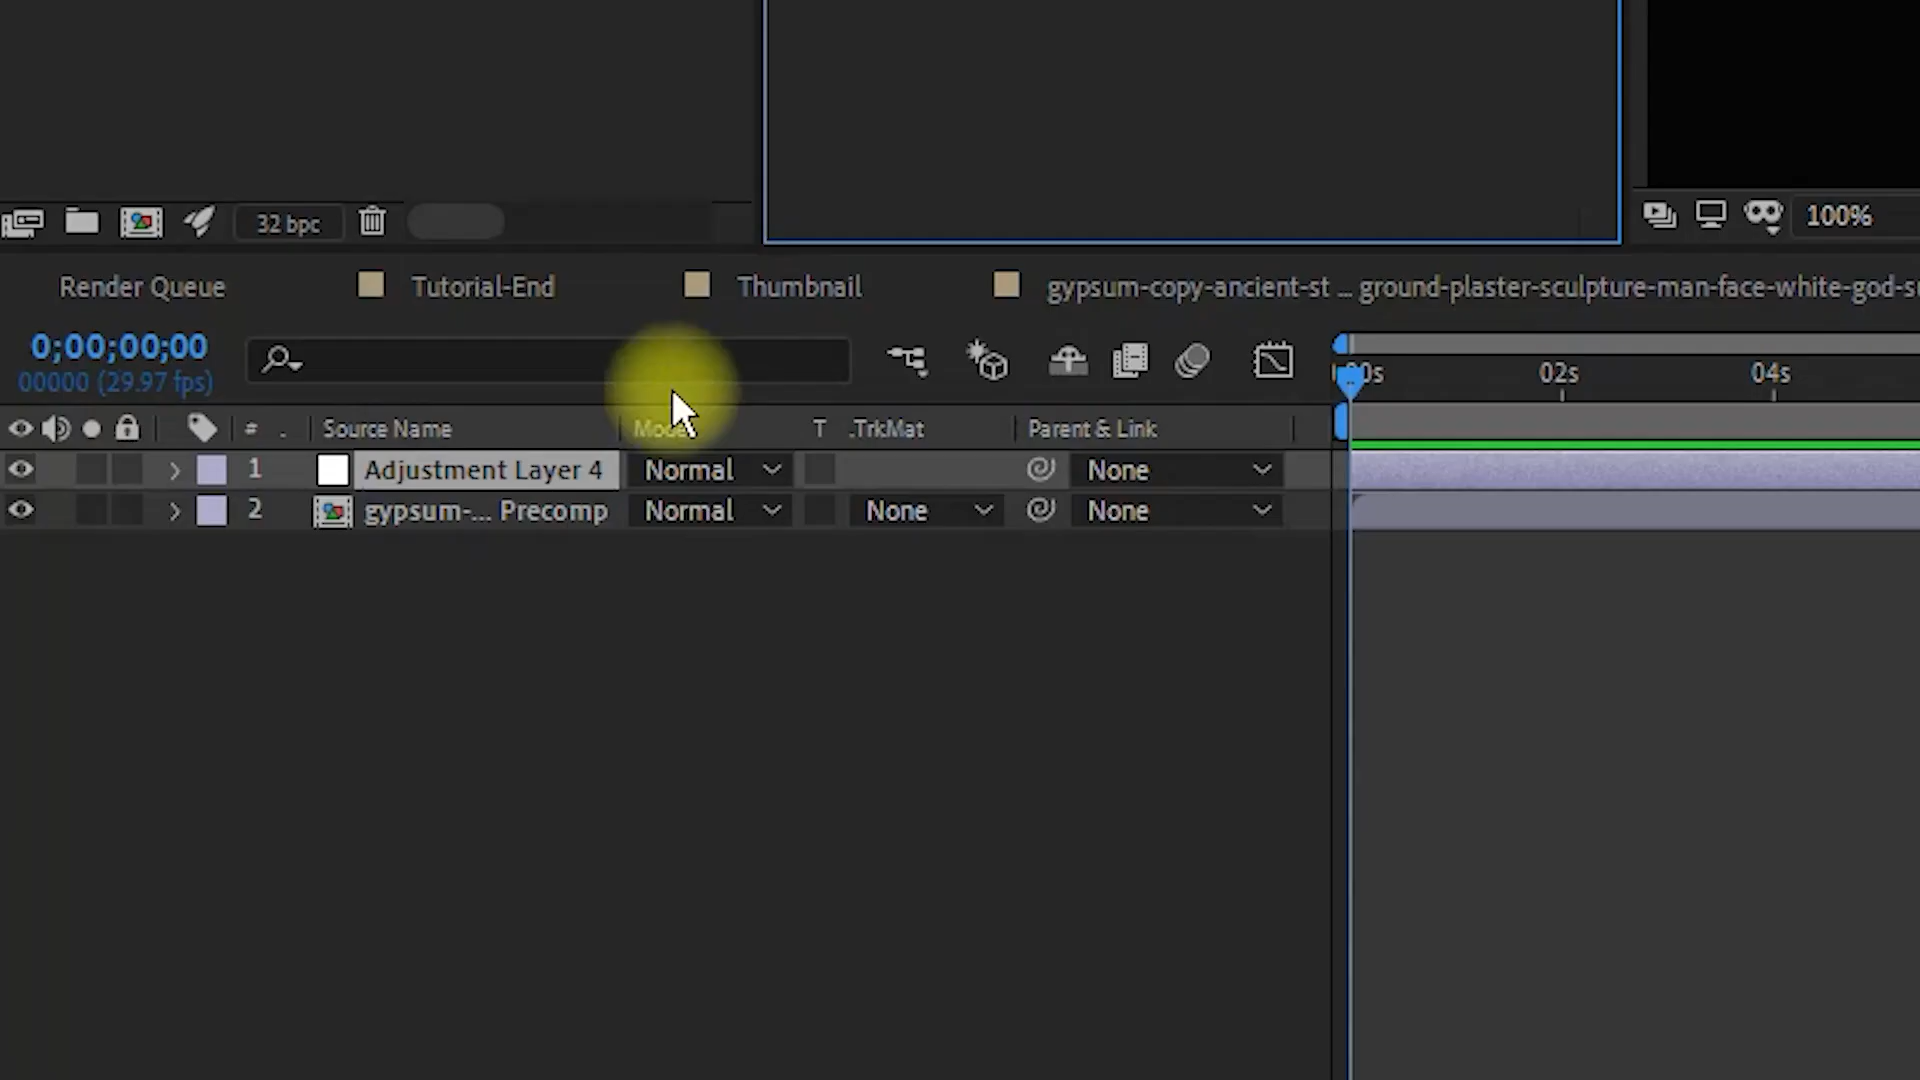 32 bpc
100%
Render Queue
Tutorial-End
Thumbnail
gypsum-copy-ancient-st ... ground-plaster-sculpture-man-face-white-god-s
0;00;00;00
00000 (29.97 fps)
0s
02s
04s
# . Source Name
T .TrkMat
Parent & Link
1 Adjustment Layer 4 Normal None
2 gypsum-... Precomp Normal None None